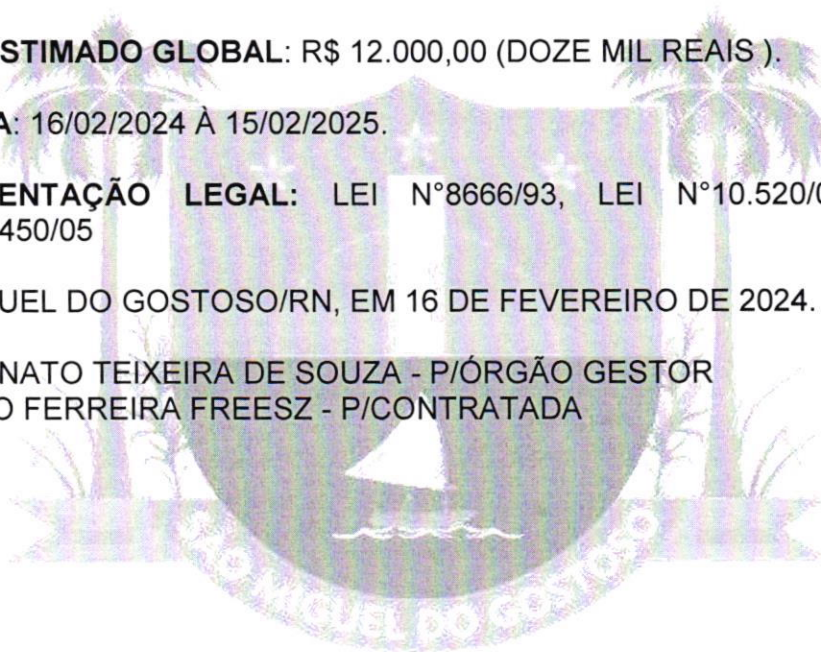 STIMADO GLOBAL: R$ 12.000,00 (DOZE MIL REAIS ).
A: 16/02/2024 À 15/02/2025.
ENTAÇÃO LEGAL: LEI N°8666/93, LEI N°10.520/0
450/05
UEL DO GOSTOSO/RN, EM 16 DE FEVEREIRO DE 2024.
NATO TEIXEIRA DE SOUZA - P/ÓRGÃO GESTOR
O FERREIRA FREESZ - P/CONTRATADA
SÃO MIGUEL DO GOSTOSO